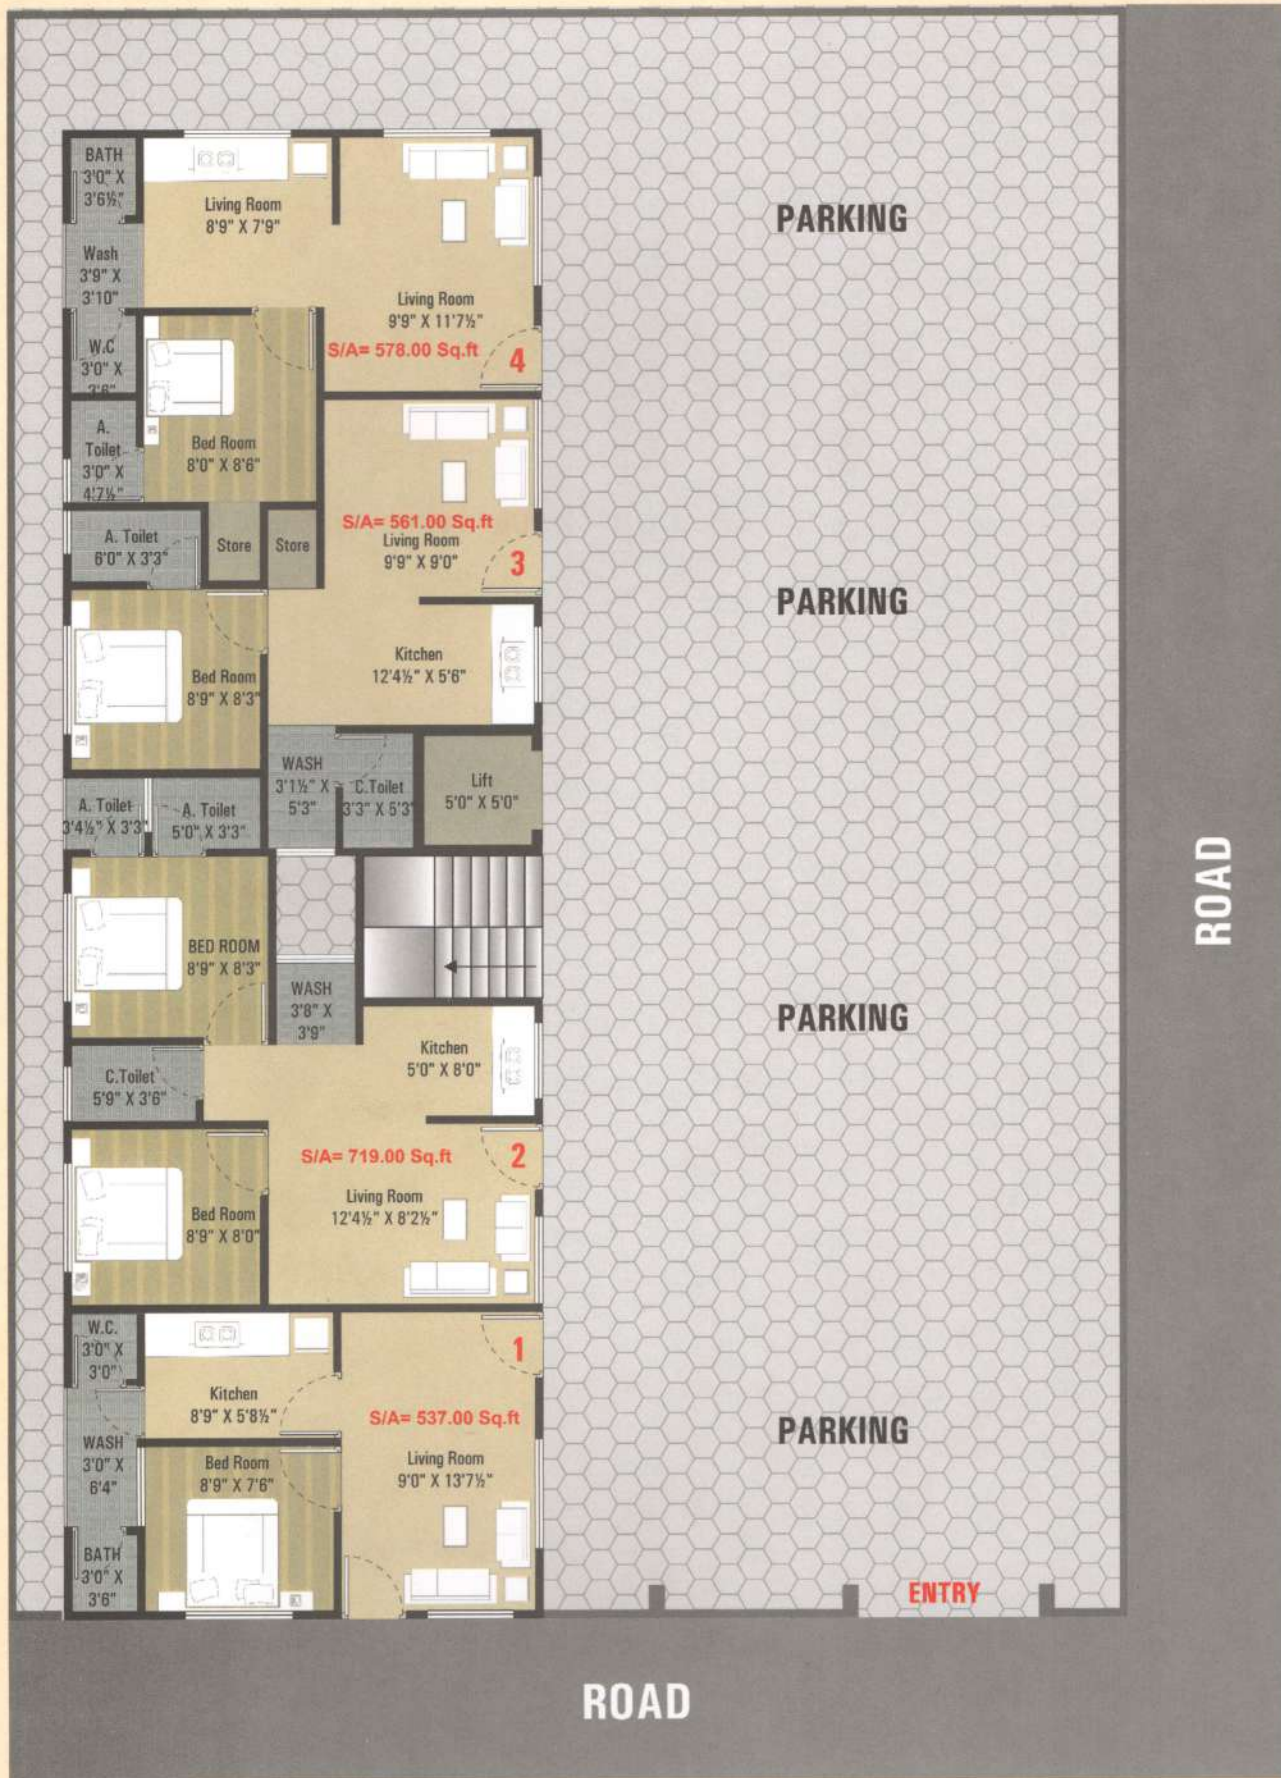 BATH
3'0" X
3'6½"
Living Room
8'9" X 7'9"
PARKING
Wash
3'9" X
3'10"
Living Room
9'9" X 11'7½"
S/A= 578.00 Sq.ft
4
W.C
3'0" X
3'6"
A.
Toilet
3'0" X
4'7½"
Bed Room
8'0" X 8'6"
S/A= 561.00 Sq.ft
Living Room
9'9" X 9'0"
3
A. Toilet
6'0" X 3'3"
Store
Store
PARKING
Kitchen
12'4½" X 5'6"
Bed Room
8'9" X 8'3"
WASH
3'1½" X
5'3"
C.Toilet
3'3" X 5'3"
Lift
5'0" X 5'0"
A. Toilet
3'4½" X 3'3"
A. Toilet
5'0" X 3'3"
ROAD
BED ROOM
8'9" X 8'3"
WASH
3'8" X
3'9"
PARKING
Kitchen
5'0" X 8'0"
C.Toilet
5'9" X 3'6"
S/A= 719.00 Sq.ft
2
Living Room
12'4½" X 8'2½"
Bed Room
8'9" X 8'0"
W.C.
3'0" X
3'0"
1
Kitchen
8'9" X 5'8½"
S/A= 537.00 Sq.ft
PARKING
WASH
3'0" X
6'4"
Bed Room
8'9" X 7'6"
Living Room
9'0" X 13'7½"
BATH
3'0" X
3'6"
ENTRY
ROAD